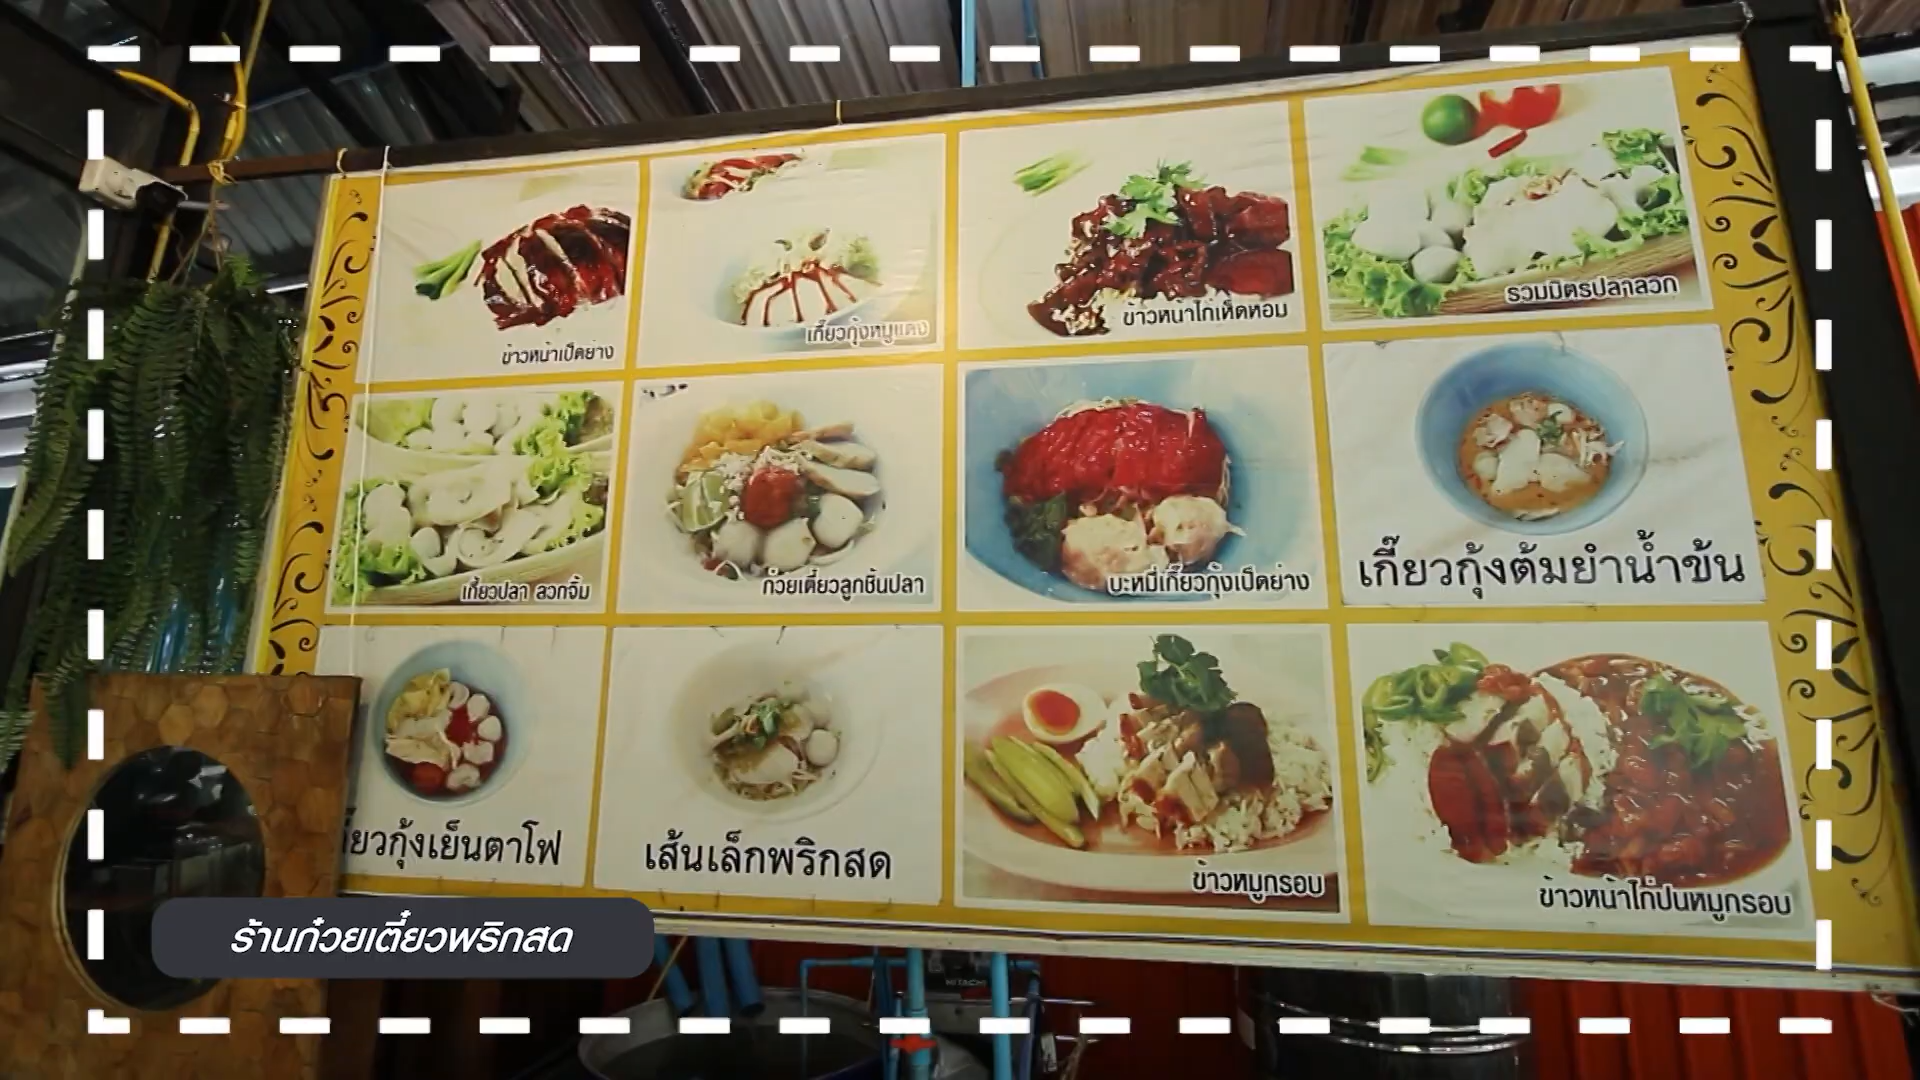 ข้าวหน้าเป็ดย่าง
เกี๊ยวกุ้งหมูแดง
ข้าวหน้าไก่เห็ดหอม
รวมมิตรปลาลวก
เกี๊ยวปลา ลวกจิ้ม
ก๋วยเตี๋ยวลูกชิ้นปลา
บะหมี่เกี๊ยวกุ้งเป็ดย่าง
เกี๊ยวกุ้งต้มยำน้ำข้น
ี๊ยวกุ้งเย็นตาโฟ
เส้นเล็กพริกสด
ข้าวหมูกรอบ
ข้าวหน้าไก่ปนหมูกรอบ
ร้านก๋วยเตี๋ยวพริกสด
HITACHI